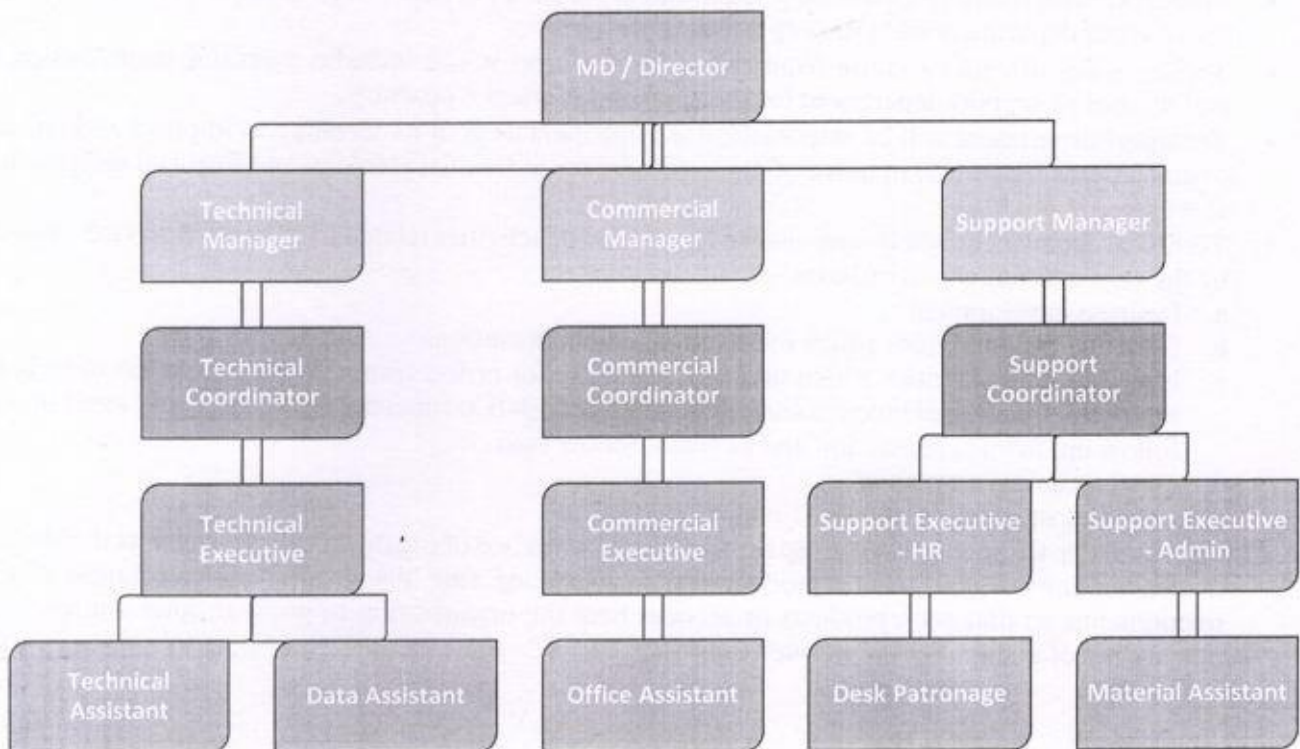 MD / Director
Technical
Manager
Commercial
Manager
Support Manager
Technical
Coordinator
Commercial
Coordinator
Support
Coordinator
Technical
Executive
Commercial
Executive
Support Executive
- HR
Support Executive
- Admin
Technical
Assistant
Data Assistant
Office Assistant
Desk Patronage
Material Assistant